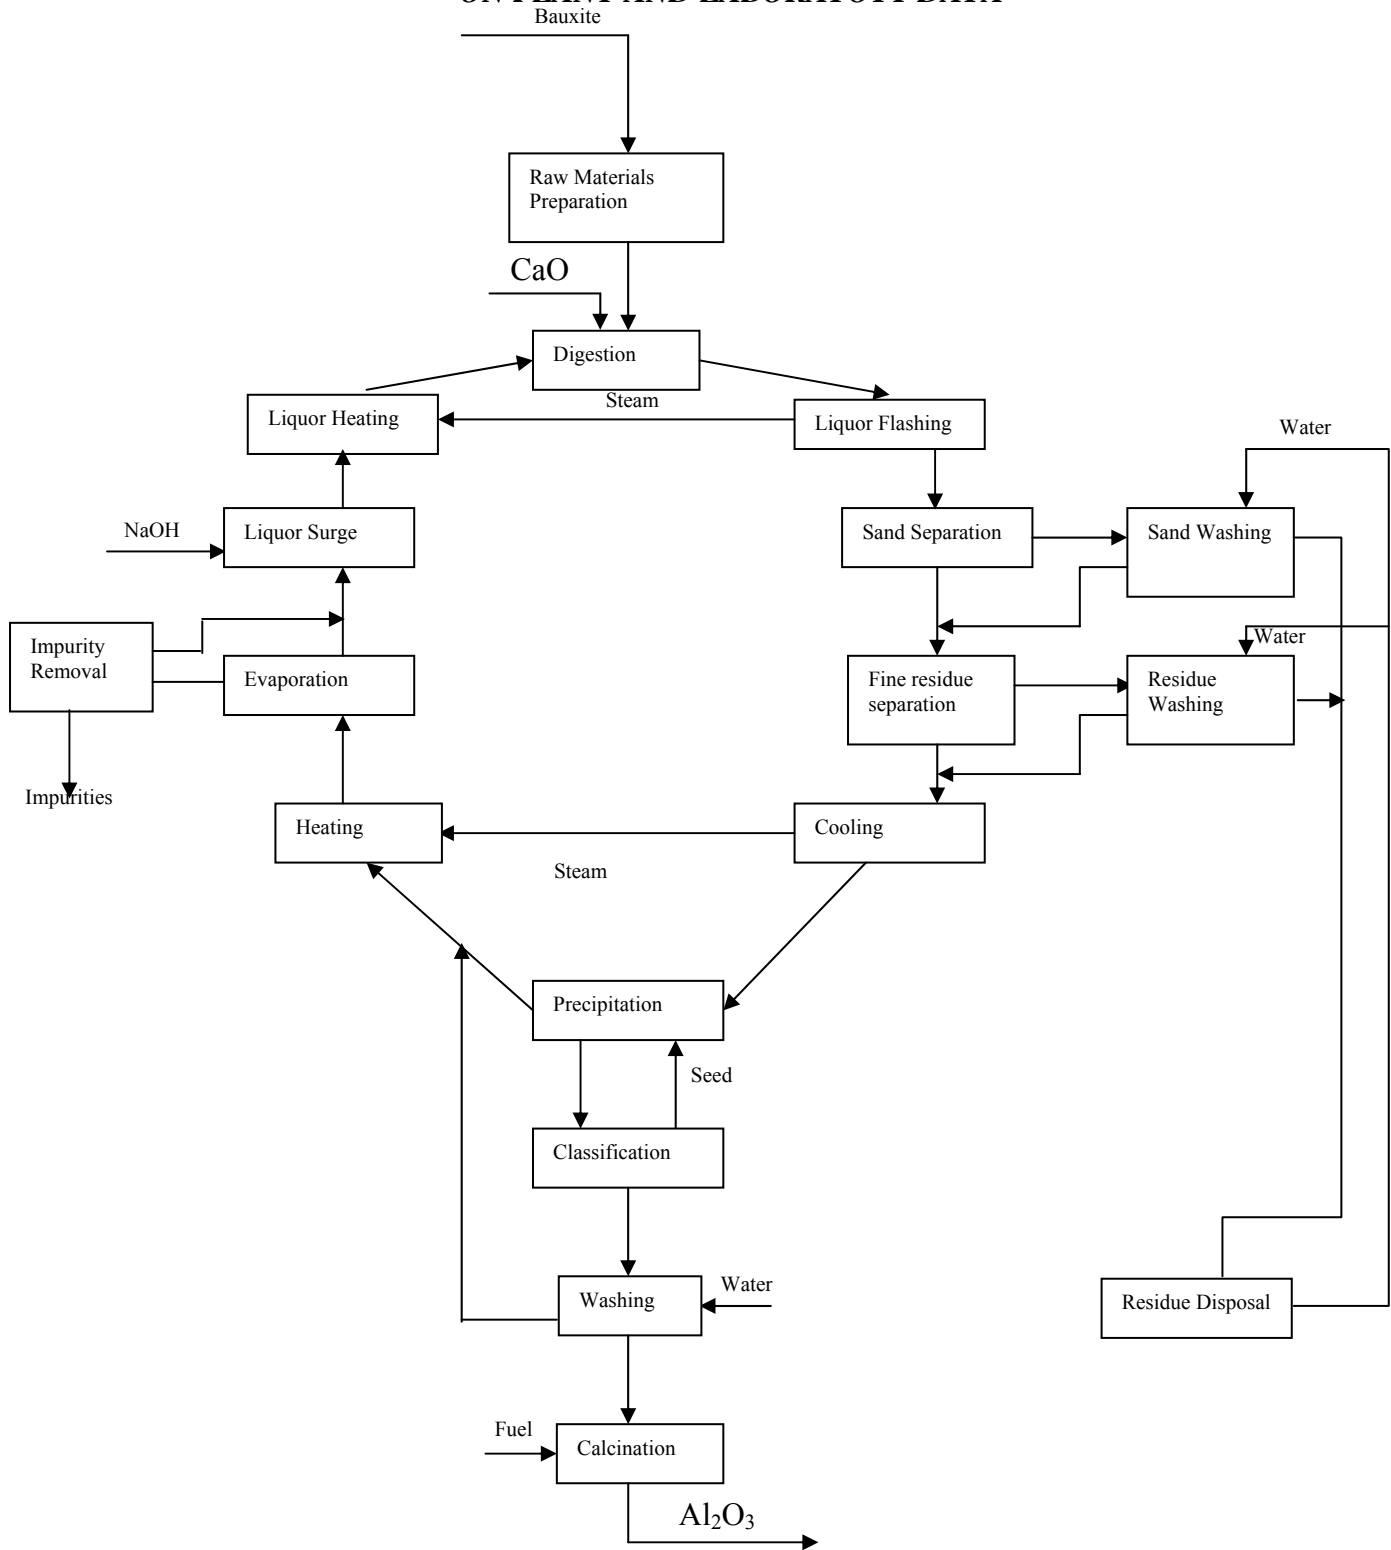 Bauxite
Raw Materials
Preparation
CaO
Digestion
Steam
Liquor Heating
Liquor Flashing
Water
NaOH
Liquor Surge
Sand Separation
Sand Washing
Impurity
Removal
Evaporation
Fine residue
separation
Water
Residue
Washing
Impurities
Heating
Cooling
Steam
Precipitation
Seed
Classification
Washing
Water
Residue Disposal
Fuel
Calcination
Al₂O₃